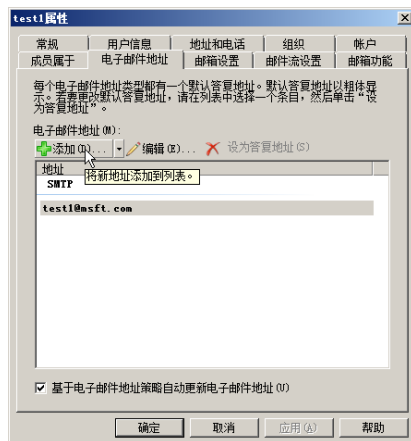 test1属性
常规
用户信息
地址和电话
组织
帐户
成员属于
电子邮件地址
邮箱设置
邮件流设置
邮箱功能
每个电子邮件地址类型都有一个默认答复地址。默认答复地址以粗体显
示。若要更改默认答复地址，请在列表中选择一个条目，然后单击“设
为答复地址”。
电子邮件地址(M):
添加(D)...
编辑(E)...
设为答复地址(S)
地址
将新地址添加到列表。
SMTP
test1@msft.com
基于电子邮件地址策略自动更新电子邮件地址(U)
确定
取消
应用(A)
帮助